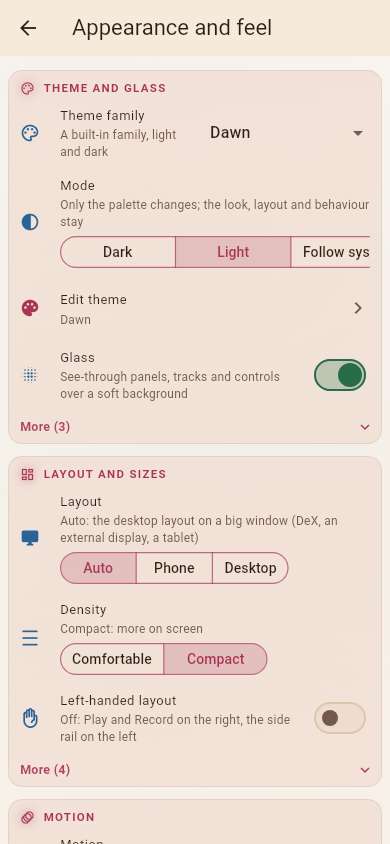 Appearance and feel
THEME AND GLASS
Theme family
A built-in family, light
and dark
Dawn
Mode
Only the palette changes; the look, layout and behaviour
stay
Dark
Light
Follow sys
Edit theme
Dawn
Glass
See-through panels, tracks and controls
over a soft background
More (3)
LAYOUT AND SIZES
Layout
Auto: the desktop layout on a big window (DeX, an
external display, a tablet)
Auto
Phone
Desktop
Density
Compact: more on screen
Comfortable
Compact
Left-handed layout
Off: Play and Record on the right, the side
rail on the left
More (4)
MOTION
Motion